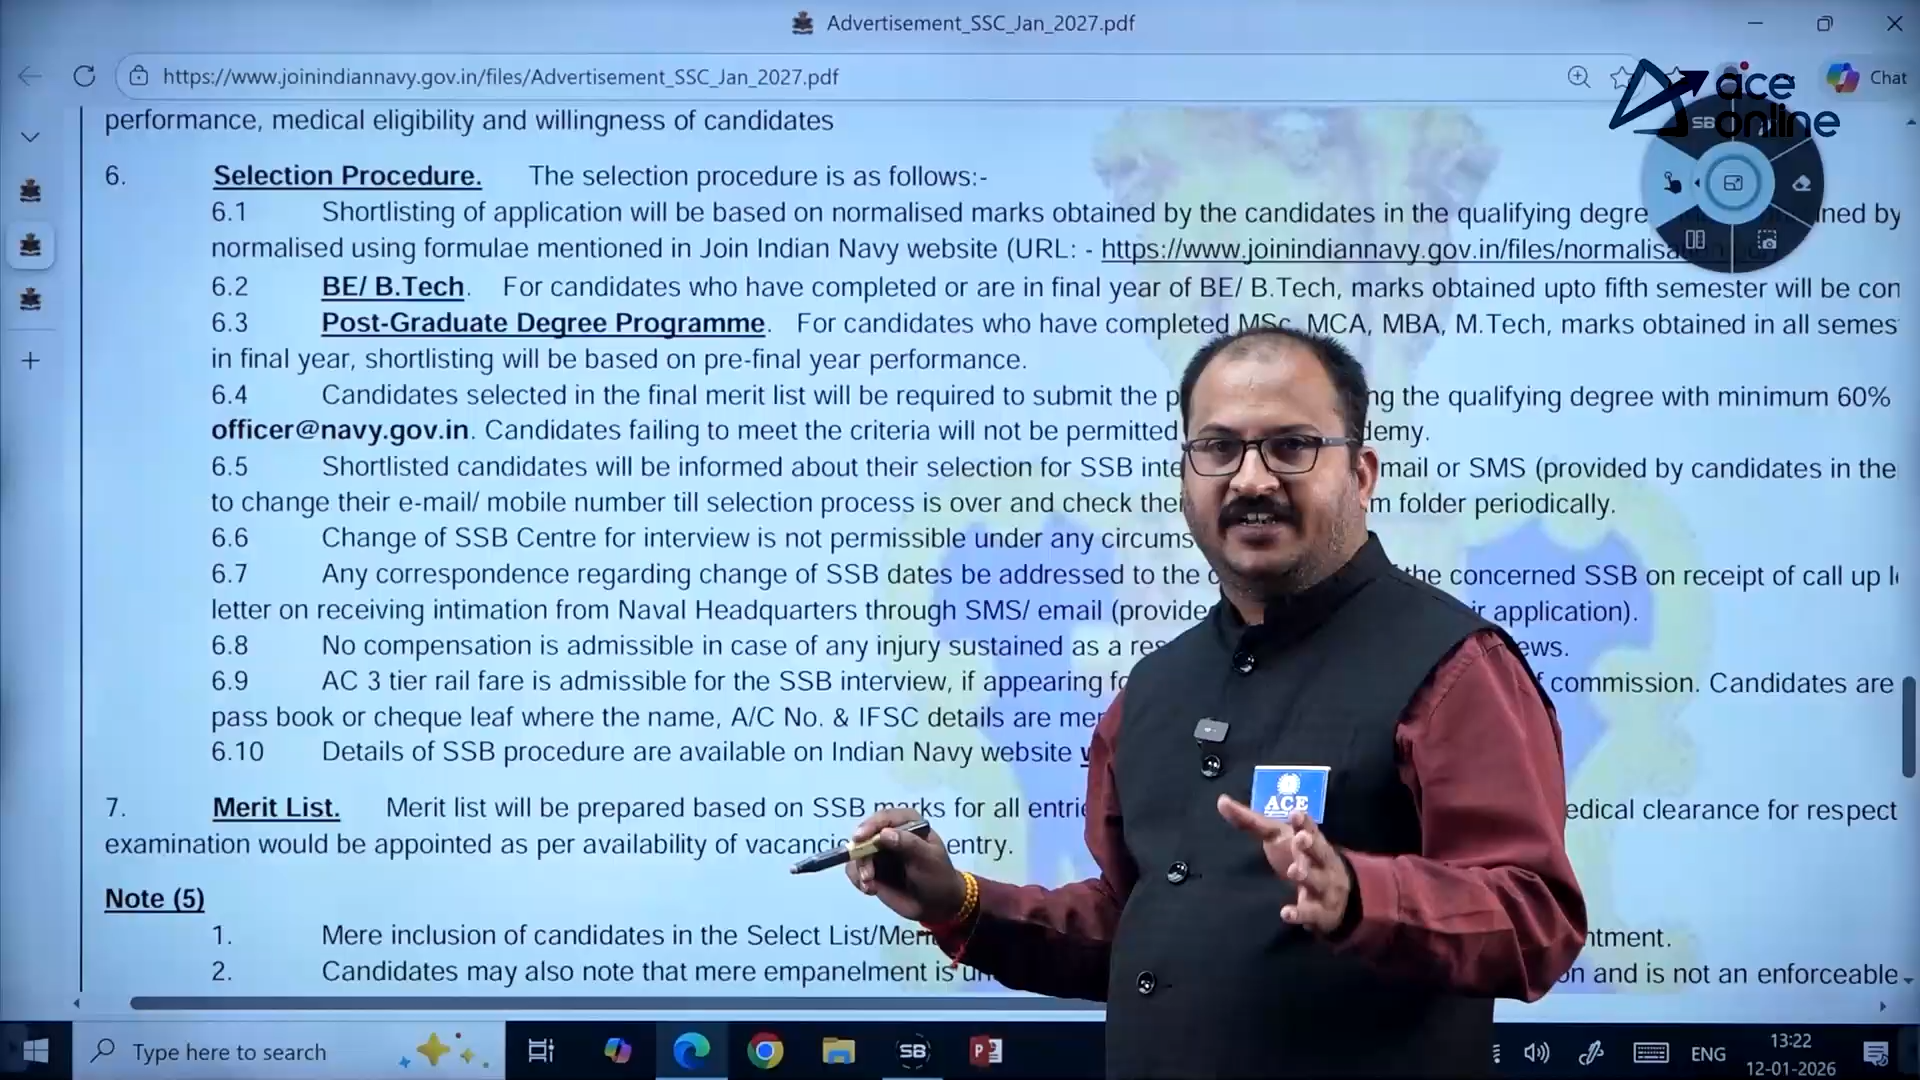 Advertisement_SSC_Jan_2027.pdf
https://www.joinindiannavy.gov.in/files/Advertisement_SSC_Jan_2027.pdf
Chat
ace
online
SB
performance, medical eligibility and willingness of candidates
6. Selection Procedure. The selection procedure is as follows:-
6.1 Shortlisting of application will be based on normalised marks obtained by the candidates in the qualifying by
normalised using formulae mentioned in Join Indian Navy website (URL: - https://www.joinindiannavy.gov.in/files/
6.2 BE/ B.Tech. For candidates who have completed or are in final year of BE/ B.Tech, marks obtained upto fifth semester will be con
6.3 Post-Graduate Degree Programme. For candidates who have completed MSc, MCA, MBA, M.Tech, marks obtained in all semes
in final year, shortlisting will be based on pre-final year performance.
6.4 Candidates selected in the final merit list will be required to submit the p ng the qualifying degree with minimum 60%
officer@navy.gov.in. Candidates failing to meet the criteria will not be permitted demy.
6.5 Shortlisted candidates will be informed about their selection for SSB inte mail or SMS (provided by candidates in the
to change their e-mail/ mobile number till selection process is over and check thei m folder periodically.
6.6 Change of SSB Centre for interview is not permissible under any circums
6.7 Any correspondence regarding change of SSB dates be addressed to the the concerned SSB on receipt of call up
letter on receiving intimation from Naval Headquarters through SMS/ email (provide ir application).
6.8 No compensation is admissible in case of any injury sustained as a res ews.
6.9 AC 3 tier rail fare is admissible for the SSB interview, if appearing fo commission. Candidates are
pass book or cheque leaf where the name, A/C No. & IFSC details are men
6.10 Details of SSB procedure are available on Indian Navy website
7. Merit List. Merit list will be prepared based on SSB marks for all entrie edical clearance for respect
examination would be appointed as per availability of entry.
Note (5)
1. Mere inclusion of candidates in the Select List/Merit ntment.
2. Candidates may also note that mere empanelment is on and is not an enforceable
ACE
Type here to search
SB
ENG
13:22
12-01-2026